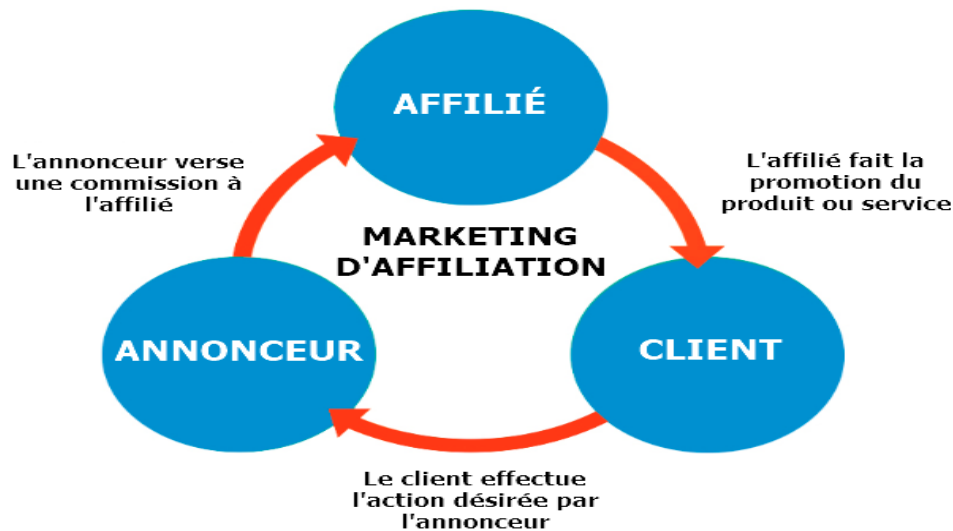 AFFILIÉ
L'annonceur verse
une commission à
l'affilié
L'affilié fait la
promotion du
produit ou service
MARKETING
D'AFFILIATION
ANNONCEUR
CLIENT
Le client effectue
l'action désirée par
l'annonceur